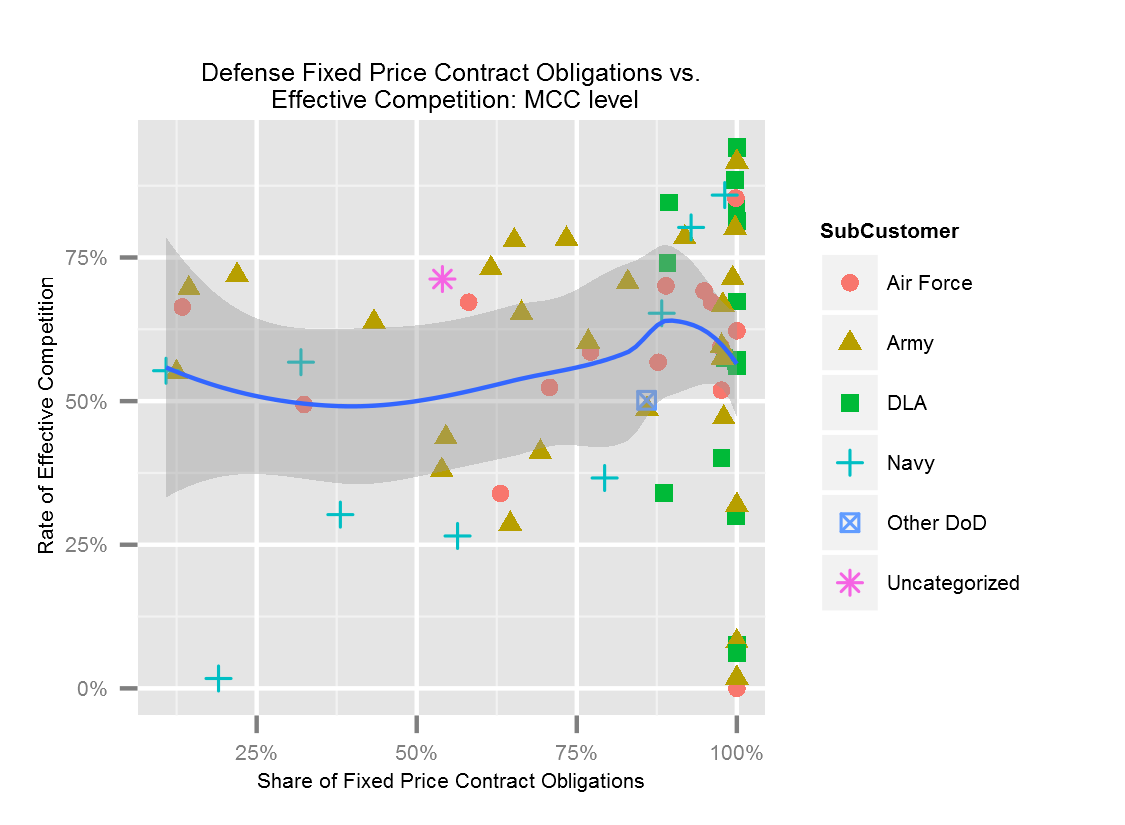 Defense Fixed Price Contract Obligations vs.
Effective Competition: MCC level
Rate of Effective Competition
75%
50%
25%
0%
25%
50%
75%
100%
Share of Fixed Price Contract Obligations
SubCustomer
Air Force
Army
DLA
Navy
Other DoD
Uncategorized